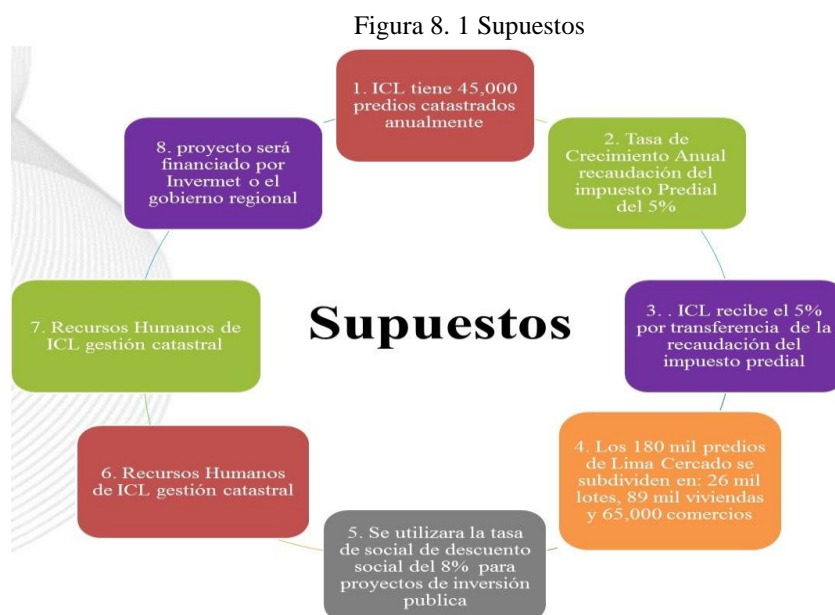 Figura 8. 1 Supuestos
1. ICL tiene 45,000
predios catastrados
anualmente
2. Tasa de
Crecimiento Anual
recaudación del
impuesto Predial
del 5%
3. . ICL recibe el 5%
por transferencia de la
recaudación del
impuesto predial
4. Los 180 mil predios
de Lima Cercado se
subdividen en: 26 mil
lotes, 89 mil viviendas
y 65,000 comercios
5. Se utilizara la tasa
de social de descuento
social del 8% para
proyectos de inversión
publica
6. Recursos Humanos
de ICL gestión catastral
7. Recursos Humanos de
ICL gestión catastral
8. proyecto será
financiado por
Invermet o el
gobierno regional
Supuestos